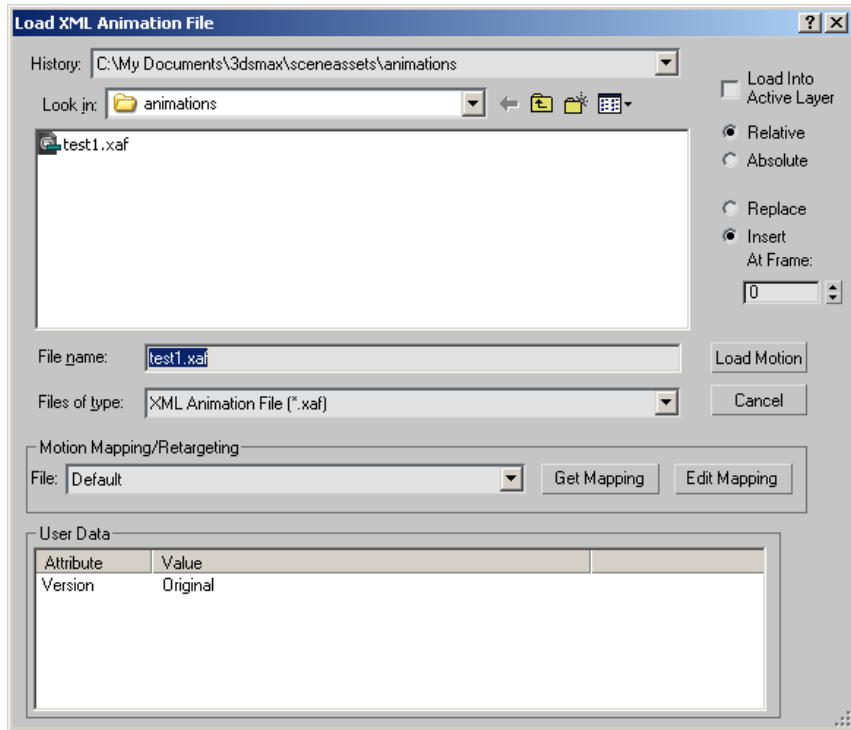 Load XML Animation File
History: C:\My Documents\3dsmax\sceneassets\animations
Look in: animations
Load Into
Active Layer
test1.xaf
Relative
Absolute
Replace
Insert
At Frame:
0
File name: test1.xaf
Load Motion
Files of type: XML Animation File (*.xaf)
Cancel
Motion Mapping/Retargeting
File: Default Get Mapping Edit Mapping
User Data
Attribute Value
Version Original